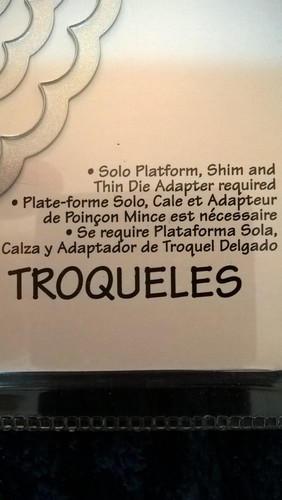 • Solo Platform, Shim and
Thin Die Adapter required
• Plate-forme Solo, Cale et Adapteur
de Poinçon Mince est nécessaire
• Se require Plataforma Sola,
Calza y Adaptador de Troquel Delgado
TROQUELES